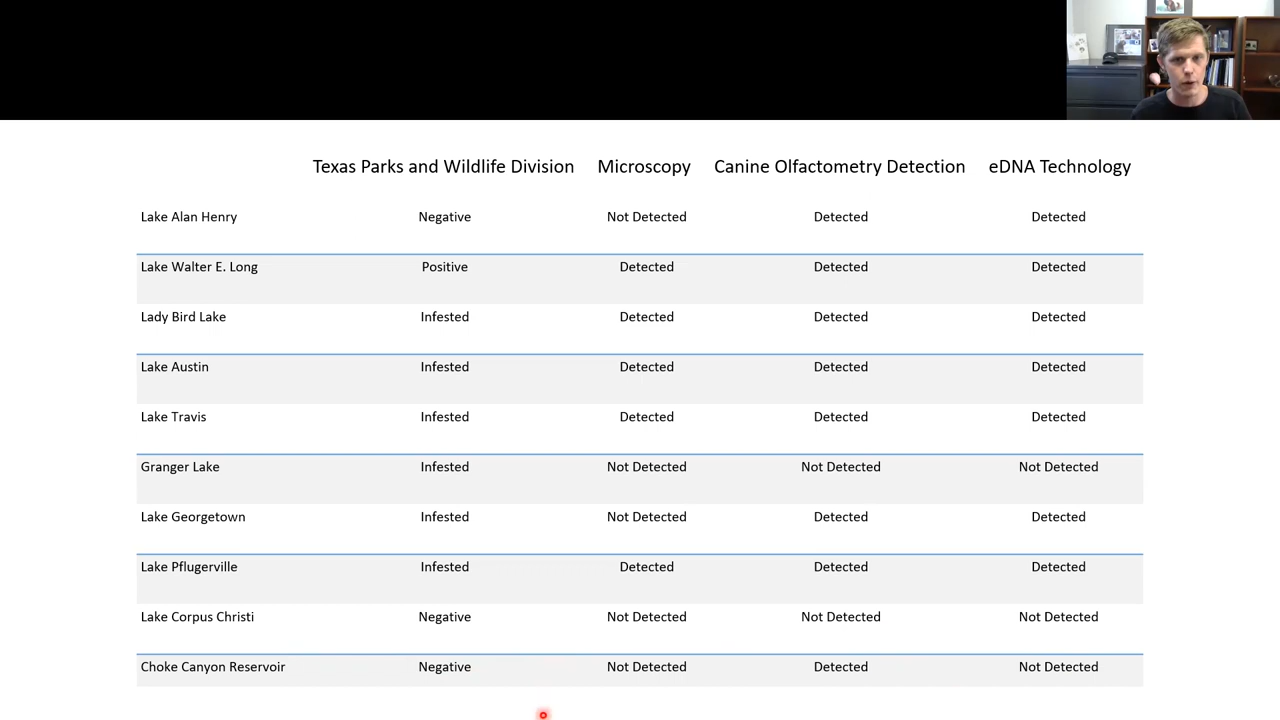 Texas Parks and Wildlife Division Microscopy Canine Olfactometry Detection eDNA Technology
Lake Alan Henry Negative Not Detected Detected Detected
Lake Walter E. Long Positive Detected Detected Detected
Lady Bird Lake Infested Detected Detected Detected
Lake Austin Infested Detected Detected Detected
Lake Travis Infested Detected Detected Detected
Granger Lake Infested Not Detected Not Detected Not Detected
Lake Georgetown Infested Not Detected Detected Detected
Lake Pflugerville Infested Detected Detected Detected
Lake Corpus Christi Negative Not Detected Not Detected Not Detected
Choke Canyon Reservoir Negative Not Detected Detected Not Detected